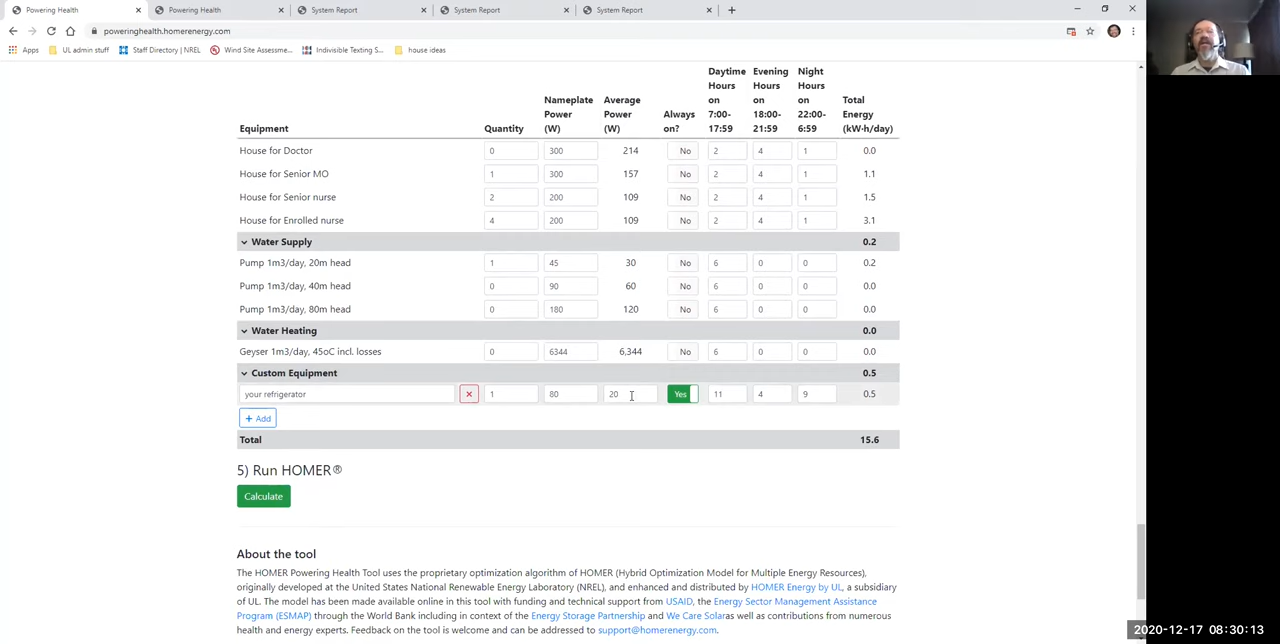 Powering Health
Powering Health
System Report
System Report
System Report
poweringhealth.homerenergy.com
Apps UL admin stuff Staff Directory | NREL Wind Site Assessme... Indivisible Texting S... house ideas
Equipment Quantity Nameplate Power (W) Average Power (W) Always on? Daytime Hours on 7:00-17:59 Evening Hours on 18:00-21:59 Night Hours on 22:00-6:59 Total Energy (kW·h/day)
House for Doctor 0 300 214 No 2 4 1 0.0
House for Senior MO 1 300 157 No 2 4 1 1.1
House for Senior nurse 2 200 109 No 2 4 1 1.5
House for Enrolled nurse 4 200 109 No 2 4 1 3.1
Water Supply 0.2
Pump 1m3/day, 20m head 1 45 30 No 6 0 0 0.2
Pump 1m3/day, 40m head 0 90 60 No 6 0 0 0.0
Pump 1m3/day, 80m head 0 180 120 No 6 0 0 0.0
Water Heating 0.0
Geyser 1m3/day, 45oC incl. losses 0 6344 6,344 No 6 0 0 0.0
Custom Equipment 0.5
your refrigerator 1 80 20 Yes 11 4 9 0.5
+ Add
Total 15.6
5) Run HOMER®
Calculate
About the tool
The HOMER Powering Health Tool uses the proprietary optimization algorithm of HOMER (Hybrid Optimization Model for Multiple Energy Resources),
originally developed at the United States National Renewable Energy Laboratory (NREL), and enhanced and distributed by HOMER Energy by UL, a subsidiary
of UL. The model has been made available online in this tool with funding and technical support from USAID, the Energy Sector Management Assistance
Program (ESMAP) through the World Bank including in context of the Energy Storage Partnership and We Care Solaras well as contributions from numerous
health and energy experts. Feedback on the tool is welcome and can be addressed to support@homerenergy.com.
2020-12-17 08:30:13